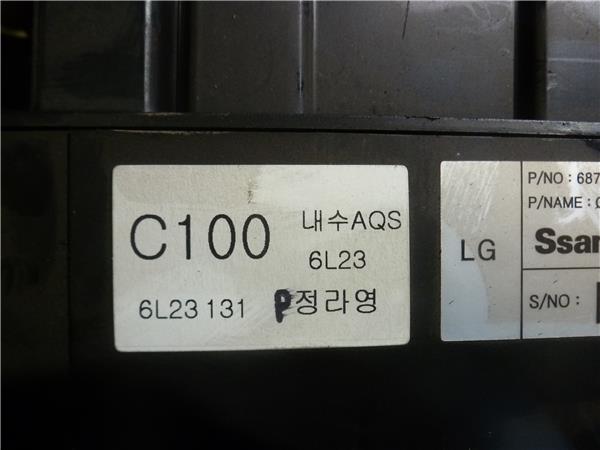 C100
내수AQS
6L23
6L23 131
P정라영
LG
P/NO : 687
P/NAME :
Ssan
S/NO :